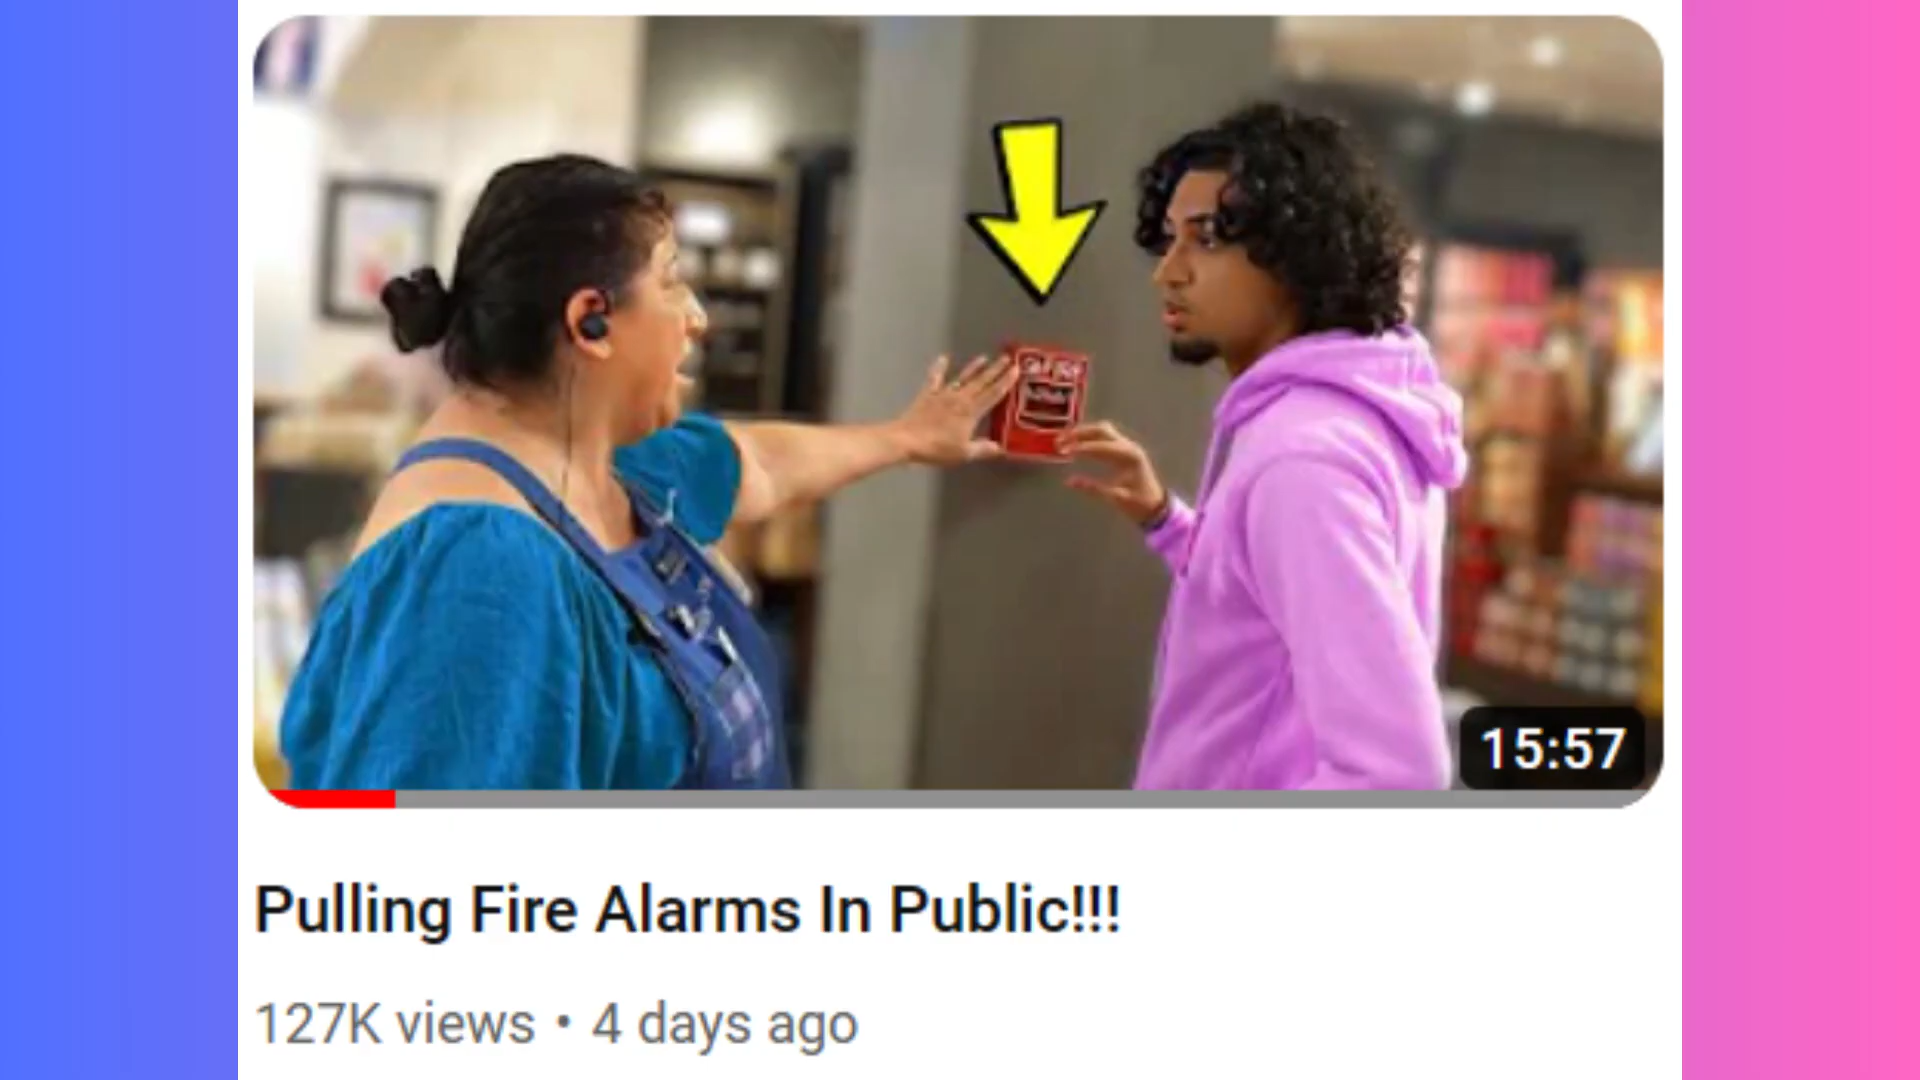 15:57
Pulling Fire Alarms In Public!!!
127K views • 4 days ago